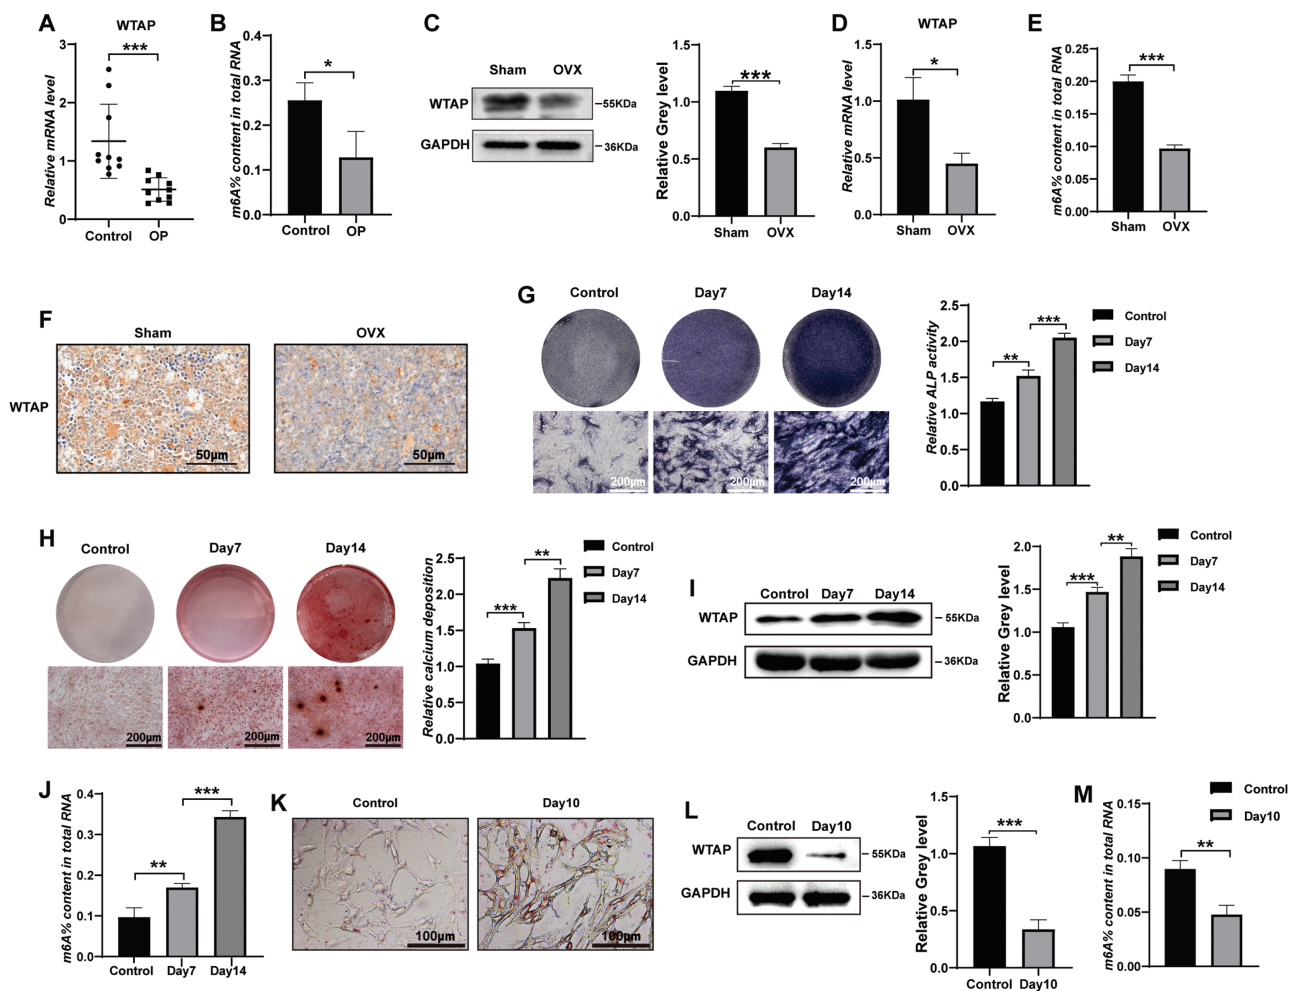 A
WTAP
***
Relative mRNA level
3
2
1
0
Control
OP
B
*
m6A% content in total RNA
0.4
0.3
0.2
0.1
0.0
Control
OP
C
Sham
OVX
WTAP
55KDa
GAPDH
36KDa
***
Relative Grey level
1.5
1.0
0.5
0.0
Sham
OVX
D
WTAP
*
Relative mRNA level
1.5
1.0
0.5
0.0
Sham
OVX
E
***
m6A% content in total RNA
0.25
0.20
0.15
0.10
0.05
0.00
Sham
OVX
F
Sham
OVX
WTAP
50μm
50μm
G
Control
Day7
Day14
200μm
200μm
200μm
Relative ALP activity
2.5
2.0
1.5
1.0
0.5
0.0
**
***
Control
Day7
Day14
H
Control
Day7
Day14
200μm
200μm
200μm
Relative calcium deposition
2.5
2.0
1.5
1.0
0.5
0.0
***
**
Control
Day7
Day14
I
Control
Day7
Day14
WTAP
55KDa
GAPDH
36KDa
Relative Grey level
2.0
1.5
1.0
0.5
0.0
***
**
Control
Day7
Day14
J
m6A% content in total RNA
0.4
0.3
0.2
0.1
0.0
**
***
Control
Day7
Day14
K
Control
Day10
100μm
100μm
L
Control
Day10
WTAP
55KDa
GAPDH
36KDa
Relative Grey level
1.5
1.0
0.5
0.0
***
Control
Day10
M
m6A% content in total RNA
0.15
0.10
0.05
0.00
**
Control
Day10